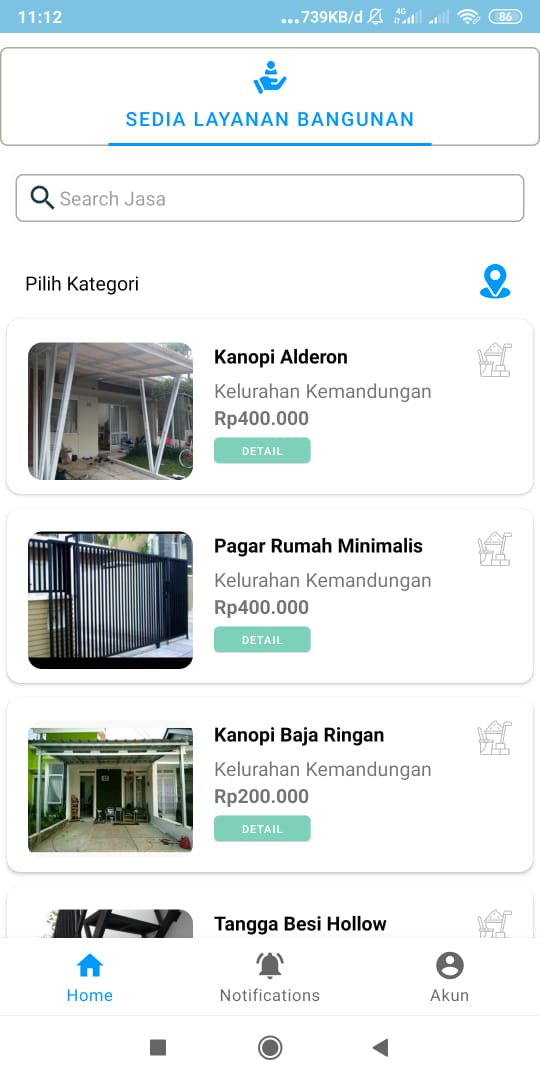 11:12
...739KB/d 4G 86
SEDIA LAYANAN BANGUNAN
Search Jasa
Pilih Kategori
Kanopi Alderon
Kelurahan Kemandungan
Rp400.000
DETAIL
Pagar Rumah Minimalis
Kelurahan Kemandungan
Rp400.000
DETAIL
Kanopi Baja Ringan
Kelurahan Kemandungan
Rp200.000
DETAIL
Tangga Besi Hollow
Home
Notifications
Akun